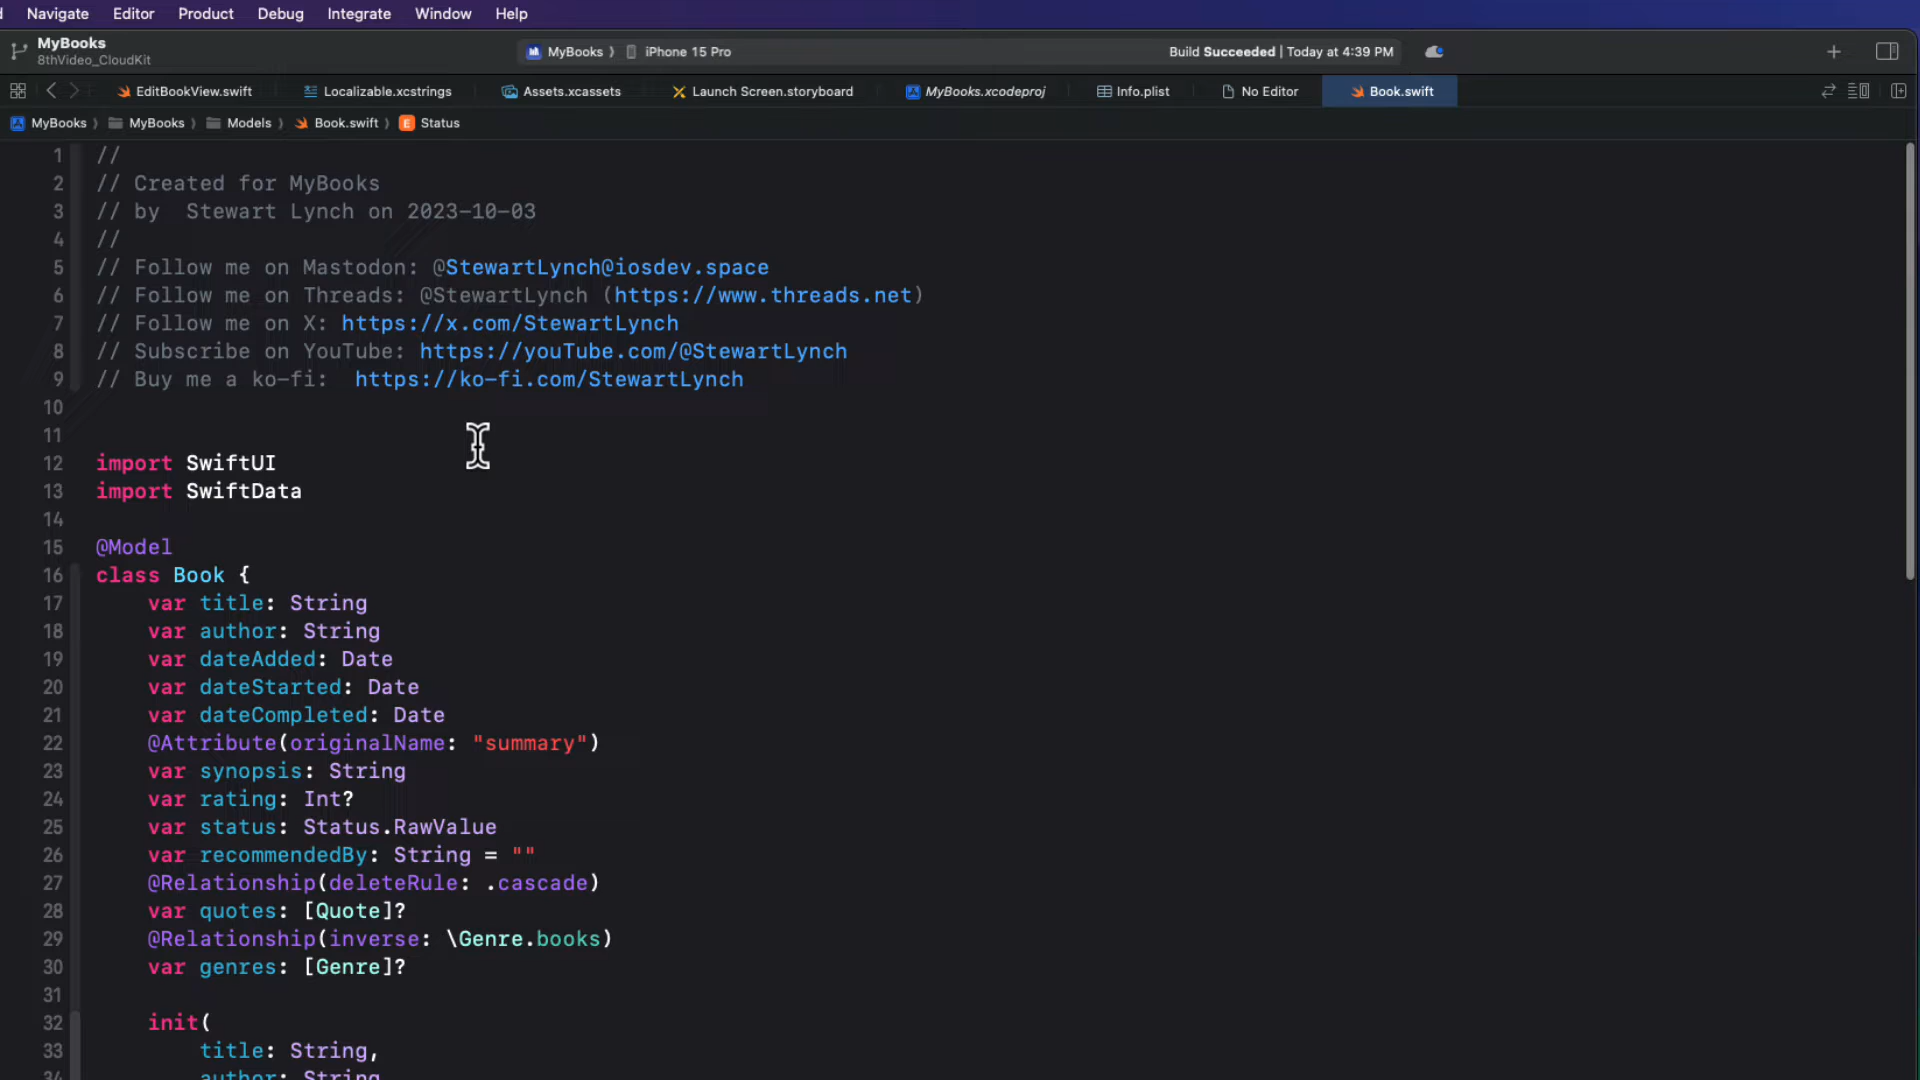 Navigate Editor Product Debug Integrate Window Help
MyBooks
8thVideo_CloudKit
MyBooks iPhone 15 Pro
Build Succeeded | Today at 4:39 PM
EditBookView.swift Localizable.xcstrings Assets.xcassets Launch Screen.storyboard MyBooks.xcodeproj Info.plist No Editor Book.swift
MyBooks MyBooks Models Book.swift E Status
1 //
2 // Created for MyBooks
3 // by  Stewart Lynch on 2023-10-03
4 //
5 // Follow me on Mastodon: @StewartLynch@iosdev.space
6 // Follow me on Threads: @StewartLynch (https://www.threads.net)
7 // Follow me on X: https://x.com/StewartLynch
8 // Subscribe on YouTube: https://youTube.com/@StewartLynch
9 // Buy me a ko-fi:  https://ko-fi.com/StewartLynch
10
11
12 import SwiftUI
13 import SwiftData
14
15 @Model
16 class Book {
17     var title: String
18     var author: String
19     var dateAdded: Date
20     var dateStarted: Date
21     var dateCompleted: Date
22     @Attribute(originalName: "summary")
23     var synopsis: String
24     var rating: Int?
25     var status: Status.RawValue
26     var recommendedBy: String = ""
27     @Relationship(deleteRule: .cascade)
28     var quotes: [Quote]?
29     @Relationship(inverse: \Genre.books)
30     var genres: [Genre]?
31
32     init(
33         title: String,
34         author: String